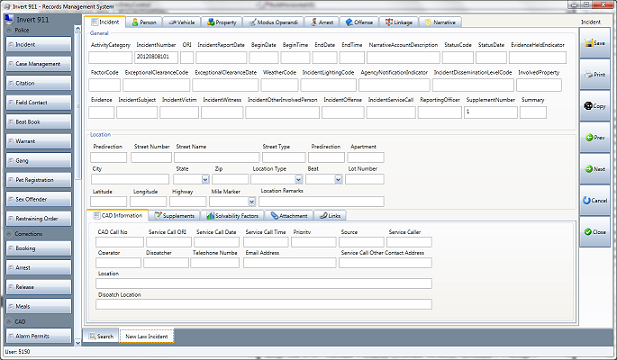 Invert 911 - Records Management System
Invert 911
Police
Incident
Case Management
Citation
Field Contact
Beat Book
Warrant
Gang
Pet Registration
Sex Offender
Restraining Order
Corrections
Booking
Arrest
Release
Meals
CAD
Alarm Permits
Incident Person Vehicle Property Modus Operandi Arrest Offense Linkage Narrative
General
ActivityCategory IncidentNumber ORI IncidentReportDate BeginDate BeginTime EndDate EndTime NarrativeAccountDescription StatusCode StatusDate EvidenceHeldIndicator
20120808101
FactorCode ExceptionalClearanceCode ExceptionalClearanceDate WeatherCode IncidentLightingCode AgencyNotificationIndicator IncidentDisseminationLevelCode InvolvedProperty
Evidence IncidentSubject IncidentVictim IncidentWitness IncidentOtherInvolvedPerson IncidentOffense IncidentServiceCall ReportingOfficer SupplementNumber Summary
1
Location
Predirection Street Number Street Name Street Type Predirection Apartment
City State Zip Location Type Beat Lot Number
Latitude Longitude Highway Mile Marker Location Remarks
CAD Information Supplements Solvability Factors Attachment Links
CAD Call No Service Call ORI Service Call Date Service Call Time Priority Source Service Caller
Operator Dispatcher Telephone Numbe Email Address Service Call Other Contact Address
Location
Dispatch Location
Search New Law Incident
Incident
Save
Print
Copy
Prev
Next
Cancel
Close
User: 5150